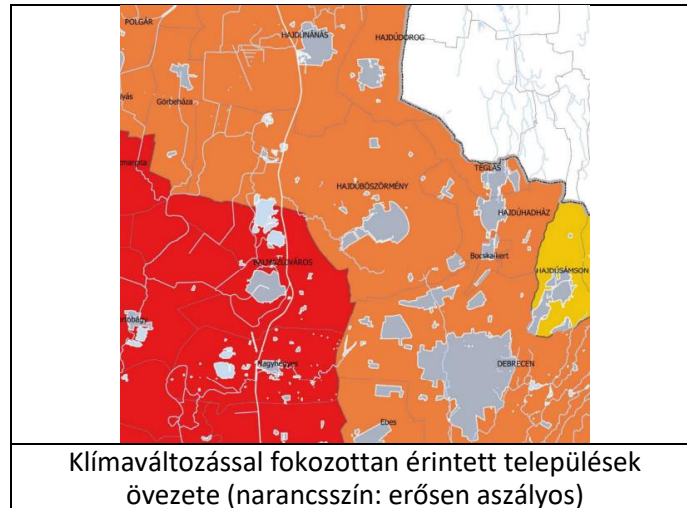 POLGÁR
HAJDÚNÁNÁS
HAJDÚDOROG
Görbeháza
TÉGLÁS
HAJDÚBÖSZÖRMÉNY
HAJDÚHADHÁZ
Bocskaikert
BALMAZÚJVÁROS
HAJDÚSÁMSON
Nagyhegyes
DEBRECEN
Ebes
Klímaváltozással fokozottan érintett települések
övezete (narancsszín: erősen aszályos)